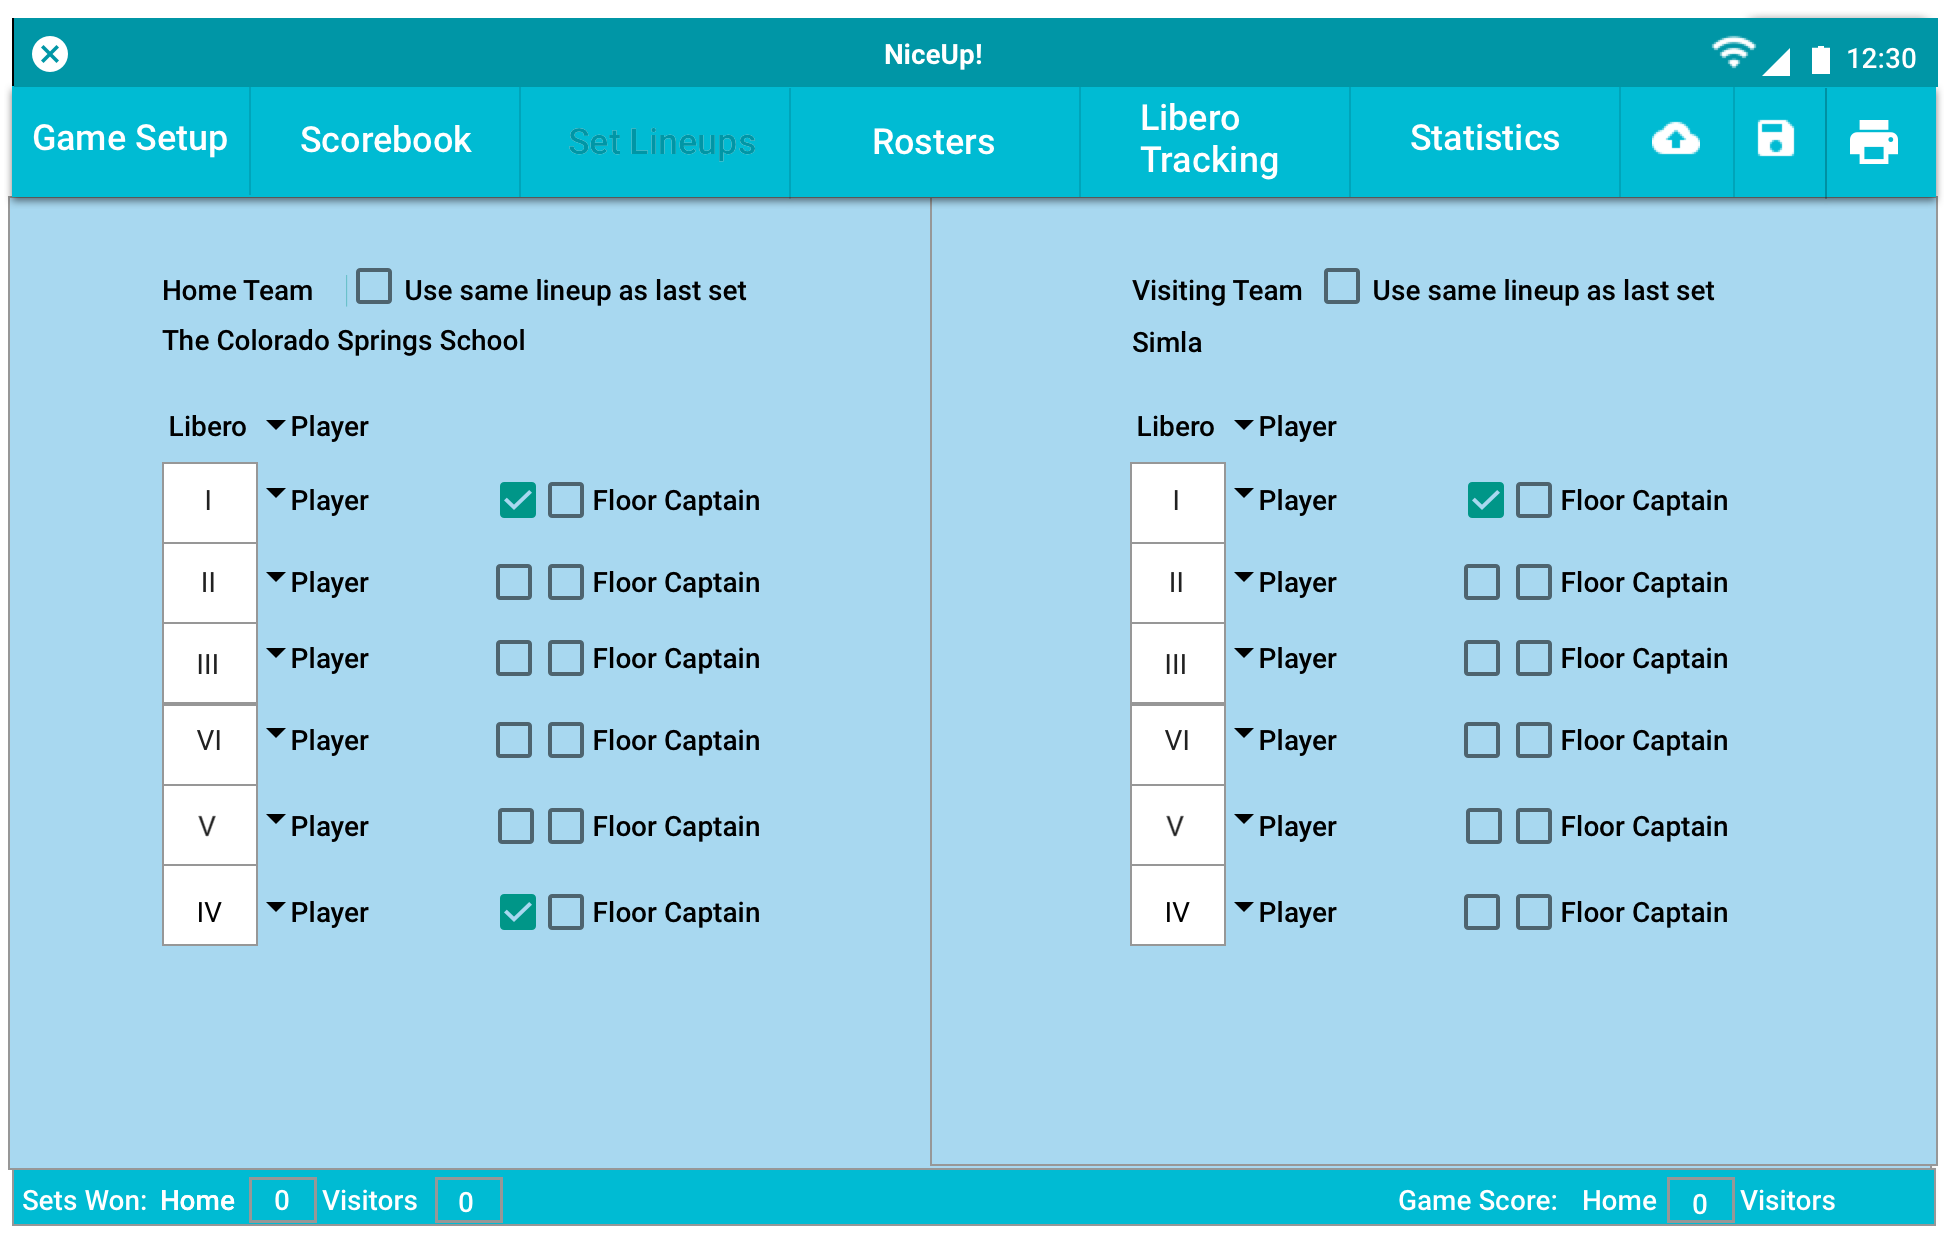 NiceUp!
12:30
Game Setup
Scorebook
Set Lineups
Rosters
Libero
Tracking
Statistics
Home Team
Use same lineup as last set
The Colorado Springs School
Libero
Player
I
Player
Floor Captain
II
Player
Floor Captain
III
Player
Floor Captain
VI
Player
Floor Captain
V
Player
Floor Captain
IV
Player
Floor Captain
Visiting Team
Use same lineup as last set
Simla
Libero
Player
I
Player
Floor Captain
II
Player
Floor Captain
III
Player
Floor Captain
VI
Player
Floor Captain
V
Player
Floor Captain
IV
Player
Floor Captain
Sets Won: Home 0 Visitors 0
Game Score: Home 0 Visitors